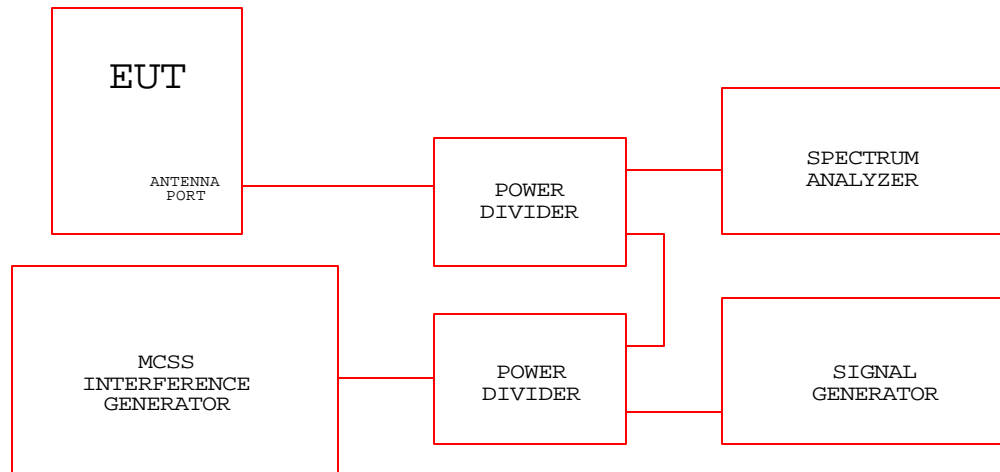 EUT
ANTENNA
PORT
POWER
DIVIDER
SPECTRUM
ANALYZER
MCSS
INTERFERENCE
GENERATOR
POWER
DIVIDER
SIGNAL
GENERATOR